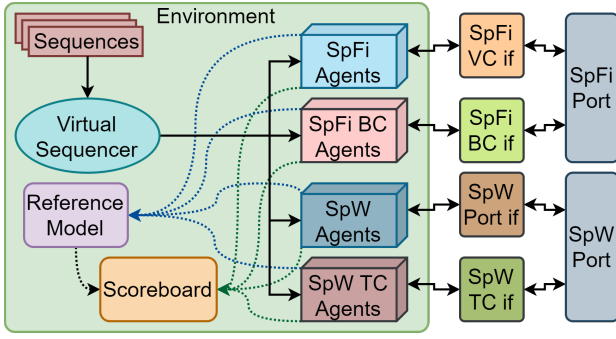 Environment
Sequences
Virtual
Sequencer
Reference
Model
Scoreboard
SpFi
Agents
SpFi BC
Agents
SpW
Agents
SpW TC
Agents
SpFi
VC if
SpFi
BC if
SpW
Port if
SpW
TC if
SpFi
Port
SpW
Port